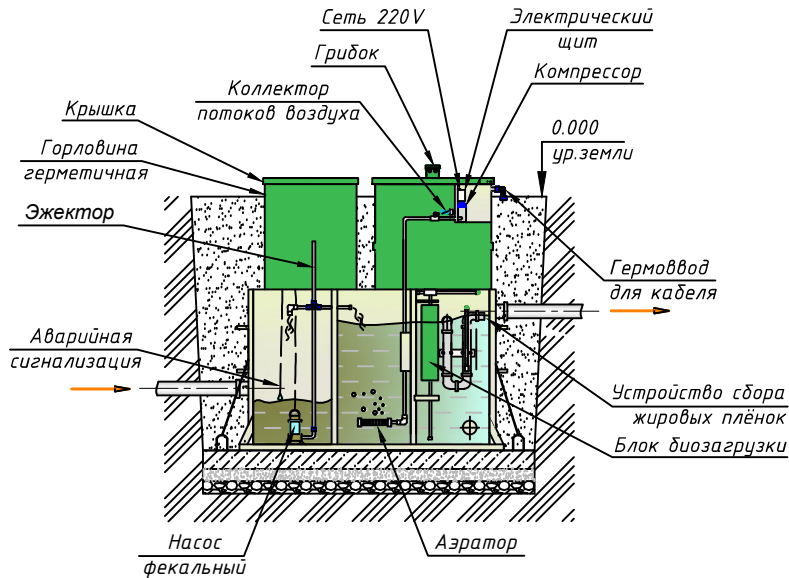 Сеть 220V
Электрический
щит
Грибок
Компрессор
Коллектор
потоков воздуха
Крышка
0.000
ур.земли
Горловина
герметичная
Эжектор
Гермоввод
для кабеля
Аварийная
сигнализация
Устройство сбора
жировых плёнок
Блок биозагрузки
Насос
фекальный
Аэратор